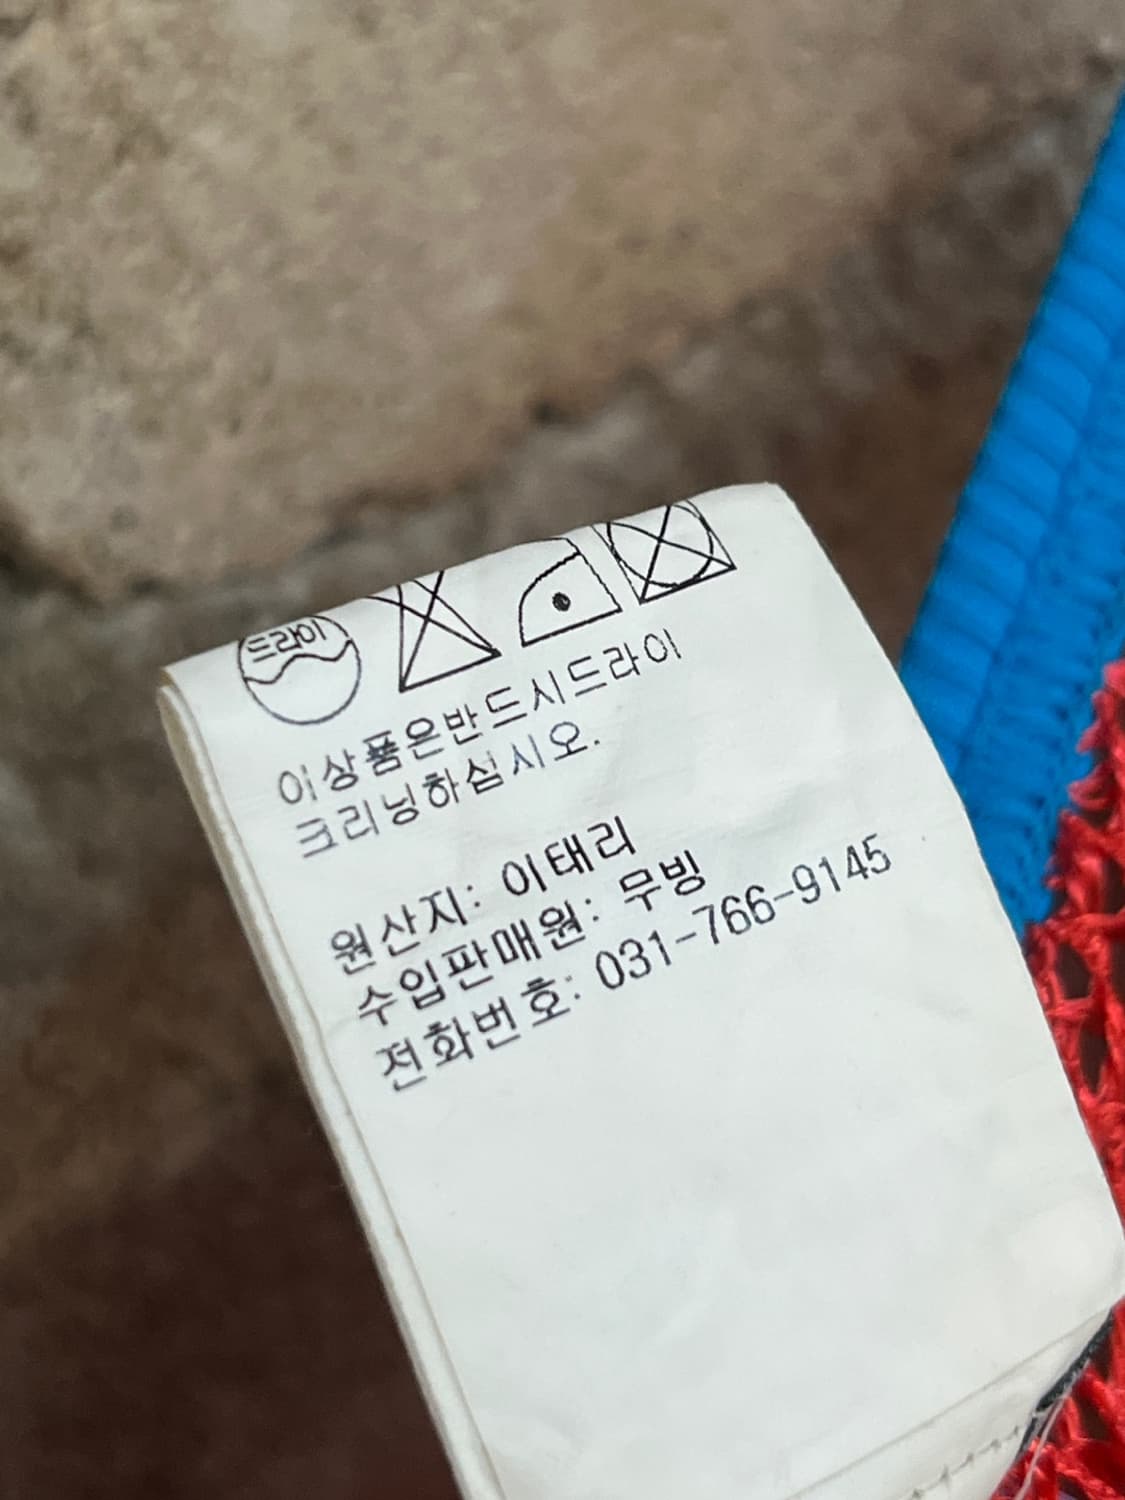 드라이
이상품은반드시드라이
크리닝하십시오.
원산지: 이태리
수입판매원: 무빙
전화번호: 031-766-9145